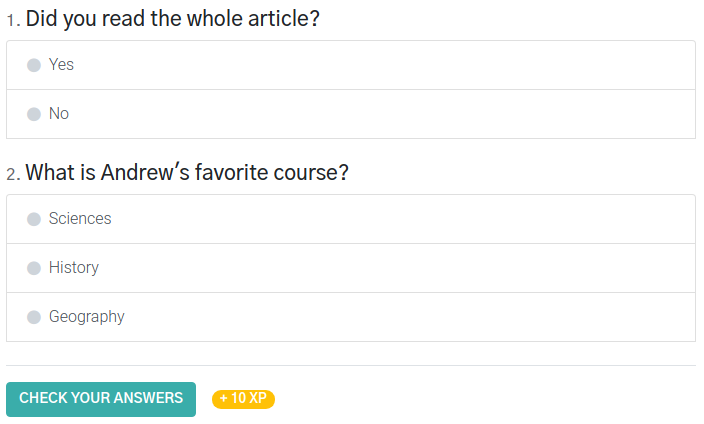 1. Did you read the whole article?
Yes
No
2. What is Andrew's favorite course?
Sciences
History
Geography
CHECK YOUR ANSWERS
+ 10 XP